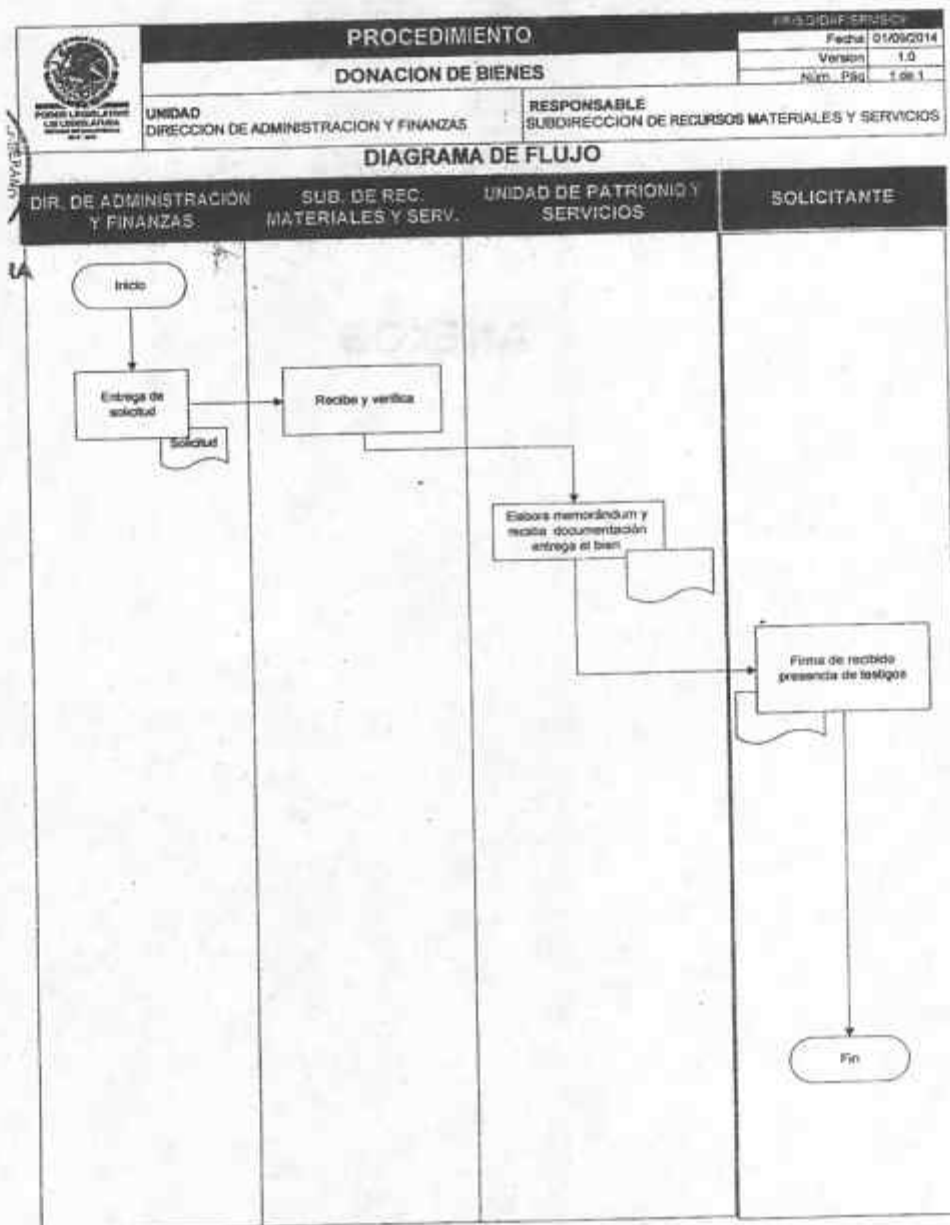 PROCEDIMIENTO
DONACION DE BIENES
Fecha 01/09/2014
Version 1.0
Núm. Pág 1 de 1
PODER LEGISLATIVO
UNIDAD
DIRECCION DE ADMINISTRACION Y FINANZAS
RESPONSABLE
SUBDIRECCION DE RECURSOS MATERIALES Y SERVICIOS
DIAGRAMA DE FLUJO
DIR. DE ADMINISTRACIÓN
Y FINANZAS
SUB. DE REC.
MATERIALES Y SERV.
UNIDAD DE PATRIONIO Y
SERVICIOS
SOLICITANTE
Inicio
Entrega de
solicitud
Solicitud
Recibe y verifica
Elabora memorándum y
reciba documentación
entrega el bien
Firma de recibido
presencia de testigos
Fin